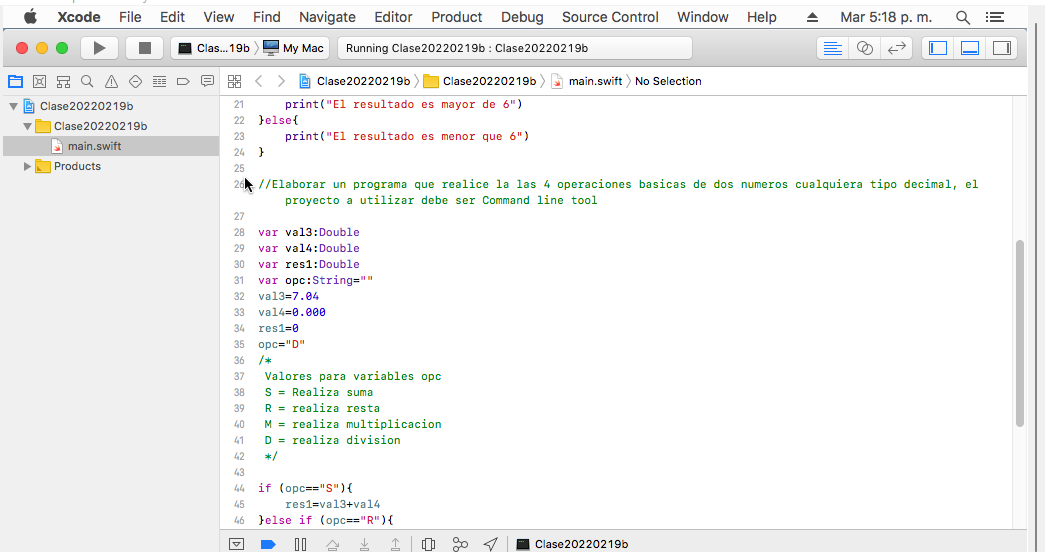 Xcode File Edit View Find Navigate Editor Product Debug Source Control Window Help Mar 5:18 p. m.
Clas...19b My Mac Running Clase20220219b : Clase20220219b
Clase20220219b Clase20220219b main.swift No Selection
Clase20220219b
Clase20220219b
main.swift
Products
21 print("El resultado es mayor de 6")
22 }else{
23 print("El resultado es menor que 6")
24 }
25
26 //Elaborar un programa que realice la las 4 operaciones basicas de dos numeros cualquiera tipo decimal, el
proyecto a utilizar debe ser Command line tool
27
28 var val3:Double
29 var val4:Double
30 var res1:Double
31 var opc:String=""
32 val3=7.04
33 val4=0.000
34 res1=0
35 opc="D"
36 /*
37 Valores para variables opc
38 S = Realiza suma
39 R = realiza resta
40 M = realiza multiplicacion
41 D = realiza division
42 */
43
44 if (opc=="S"){
45 res1=val3+val4
46 }else if (opc=="R"){
Clase20220219b